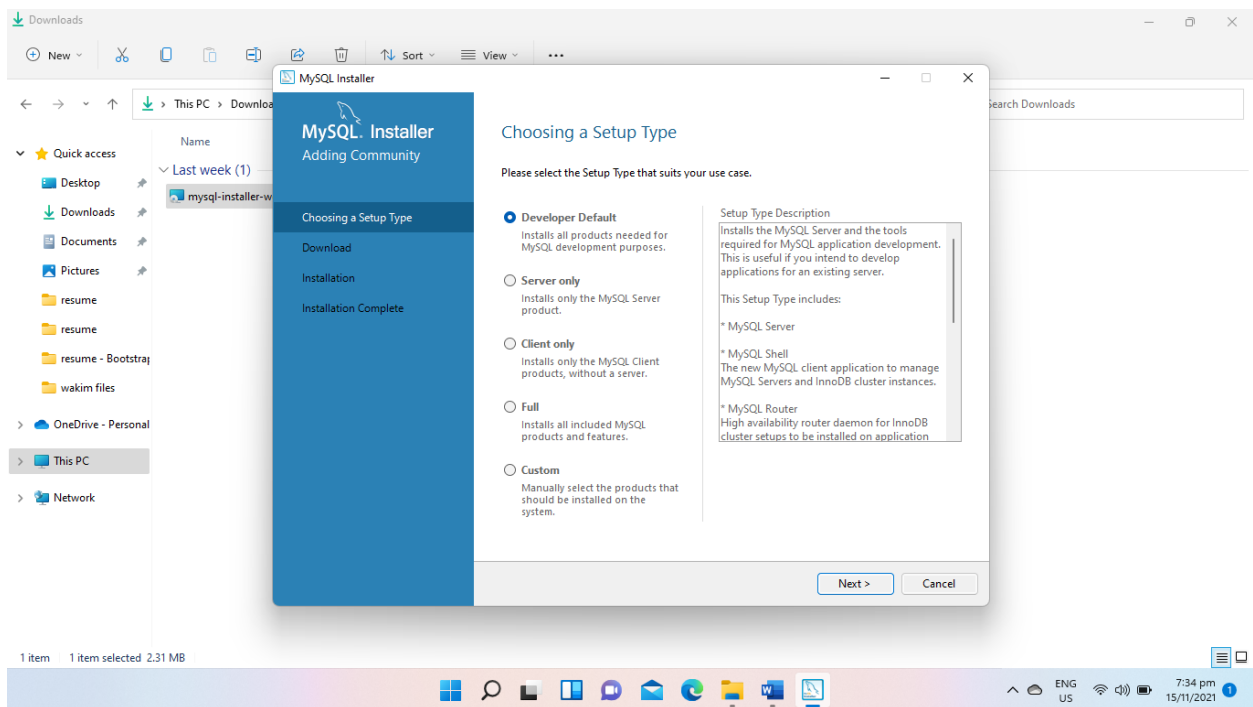 Downloads
New
Sort
View
This PC > Downloa
Search Downloads
Quick access
Desktop
Downloads
Documents
Pictures
resume
resume
resume - Bootstrap
wakim files
OneDrive - Personal
This PC
Network
Name
Last week (1)
mysql-installer-w
MySQL Installer
MySQL. Installer
Adding Community
Choosing a Setup Type
Download
Installation
Installation Complete
Choosing a Setup Type
Please select the Setup Type that suits your use case.
Developer Default
Installs all products needed for
MySQL development purposes.
Server only
Installs only the MySQL Server
product.
Client only
Installs only the MySQL Client
products, without a server.
Full
Installs all included MySQL
products and features.
Custom
Manually select the products that
should be installed on the
system.
Setup Type Description
Installs the MySQL Server and the tools
required for MySQL application development.
This is useful if you intend to develop
applications for an existing server.
This Setup Type includes:
* MySQL Server
* MySQL Shell
The new MySQL client application to manage
MySQL Servers and InnoDB cluster instances.
* MySQL Router
High availability router daemon for InnoDB
cluster setups to be installed on application
Next >
Cancel
1 item
1 item selected 2.31 MB
ENG
US
7:34 pm
15/11/2021
1